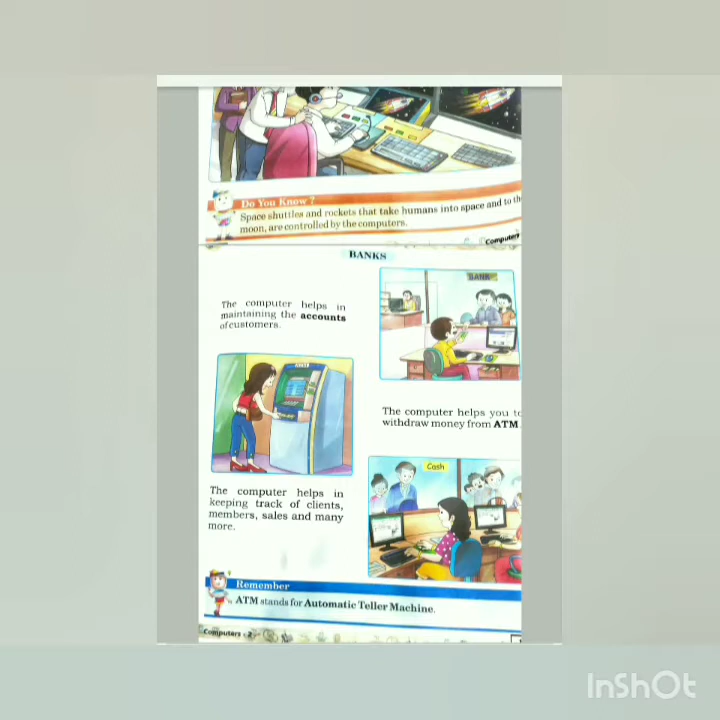 Do You Know ?
Space shuttles and rockets that take humans into space and to
moon, are controlled by the computers.
Computers
BANKS
The computer helps in
maintaining the accounts
of customers.
BANK
The computer helps you to
withdraw money from ATM
Cash
The computer helps in
keeping track of clients,
members, sales and many
more.
Remember
ATM stands for Automatic Teller Machine.
Computers - 2
InShOt